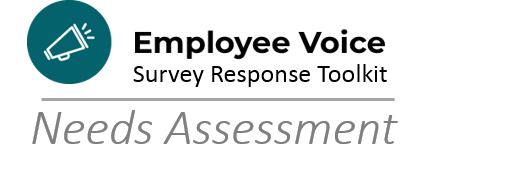 Employee Voice
Survey Response Toolkit
Needs Assessment